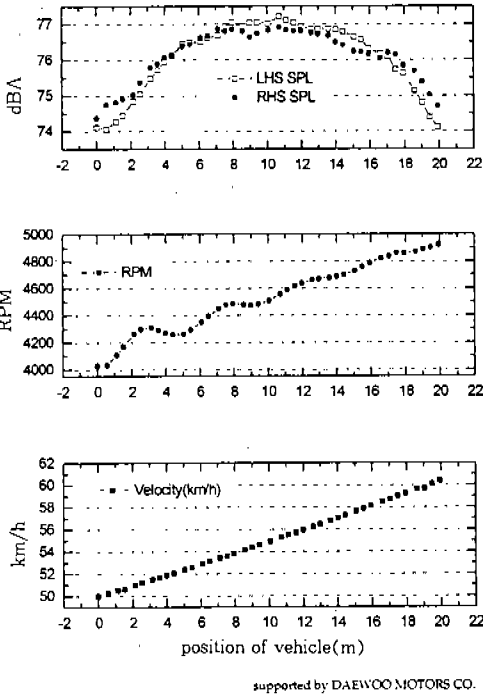 77
76
75
74
dBA
LHS SPL
RHS SPL
-2 0 2 4 6 8 10 12 14 16 18 20 22
5000
4800
4600
4400
4200
4000
RPM
RPM
-2 0 2 4 6 8 10 12 14 16 18 20 22
62
60
58
56
54
52
50
km/h
Velocity(km/h)
-2 0 2 4 6 8 10 12 14 16 18 20 22
position of vehicle(m)
supported by DAEWOO MOTORS CO.